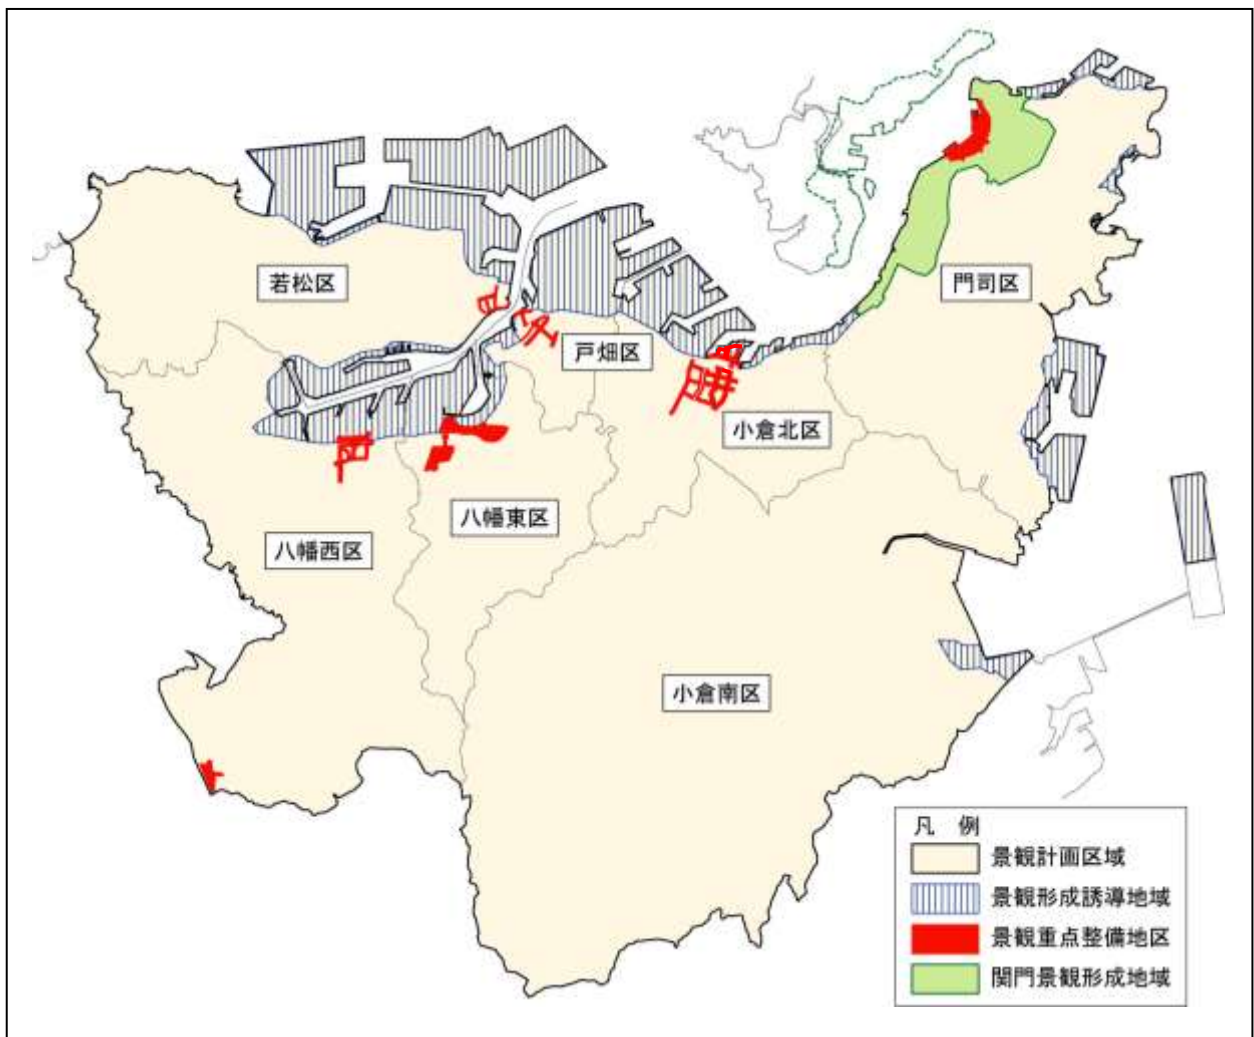 若松区
門司区
戸畑区
小倉北区
八幡東区
八幡西区
小倉南区
凡 例
景観計画区域
景観形成誘導地域
景観重点整備地区
関門景観形成地域